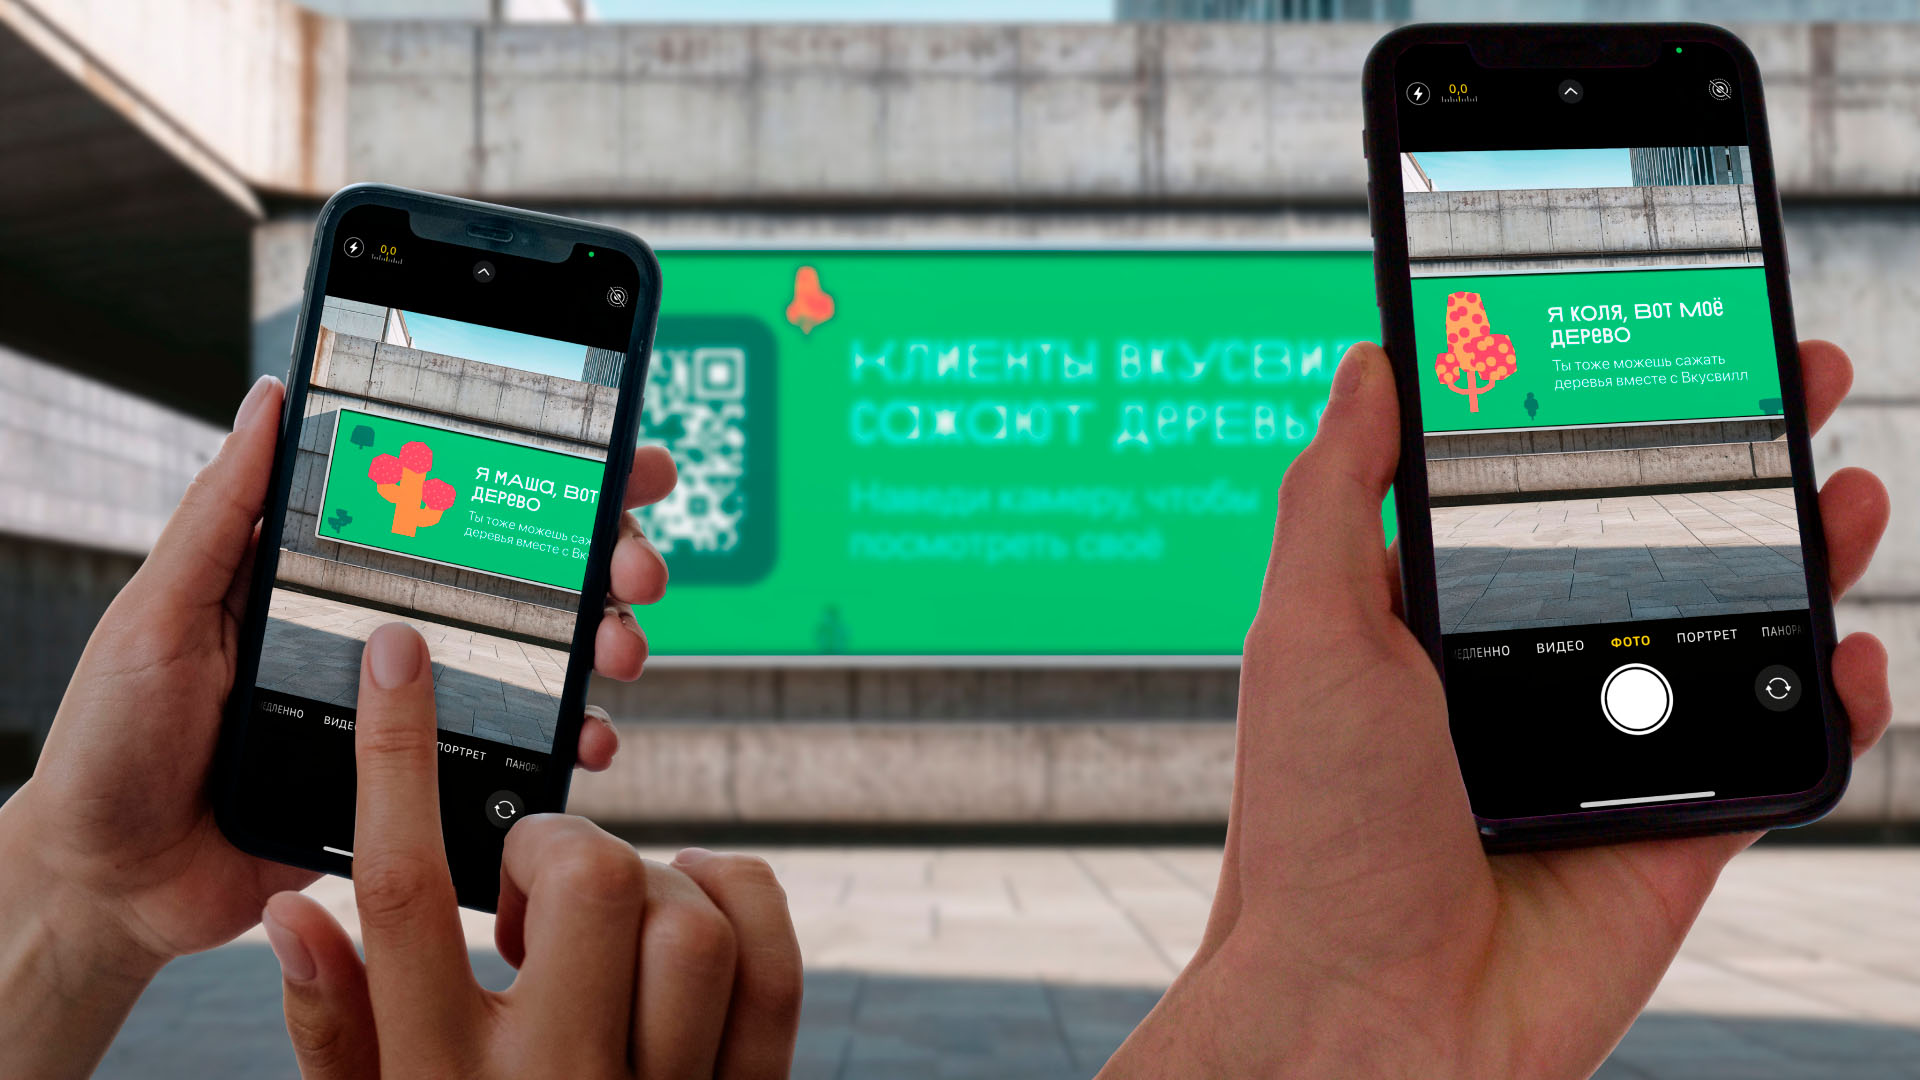 0,0
Я МАША, ВОТ
ДЕРЕВО
Ты тоже можешь саж
деревья вместе с Вк
ЕДЛЕННО
ВИДЕ
ПОРТРЕТ
ПАНОР
КЛИЕНТЫ ВКУСВИЛ
САЖАЮТ ДЕРЕВЬ
Наведи камеру, чтобы
посмотреть своё
0,0
Я КОЛЯ, ВОТ МОЁ
ДЕРЕВО
Ты тоже можешь сажать
деревья вместе с Вкусвилл
ЕДЛЕННО ВИДЕО ФОТО ПОРТРЕТ ПАНОРА